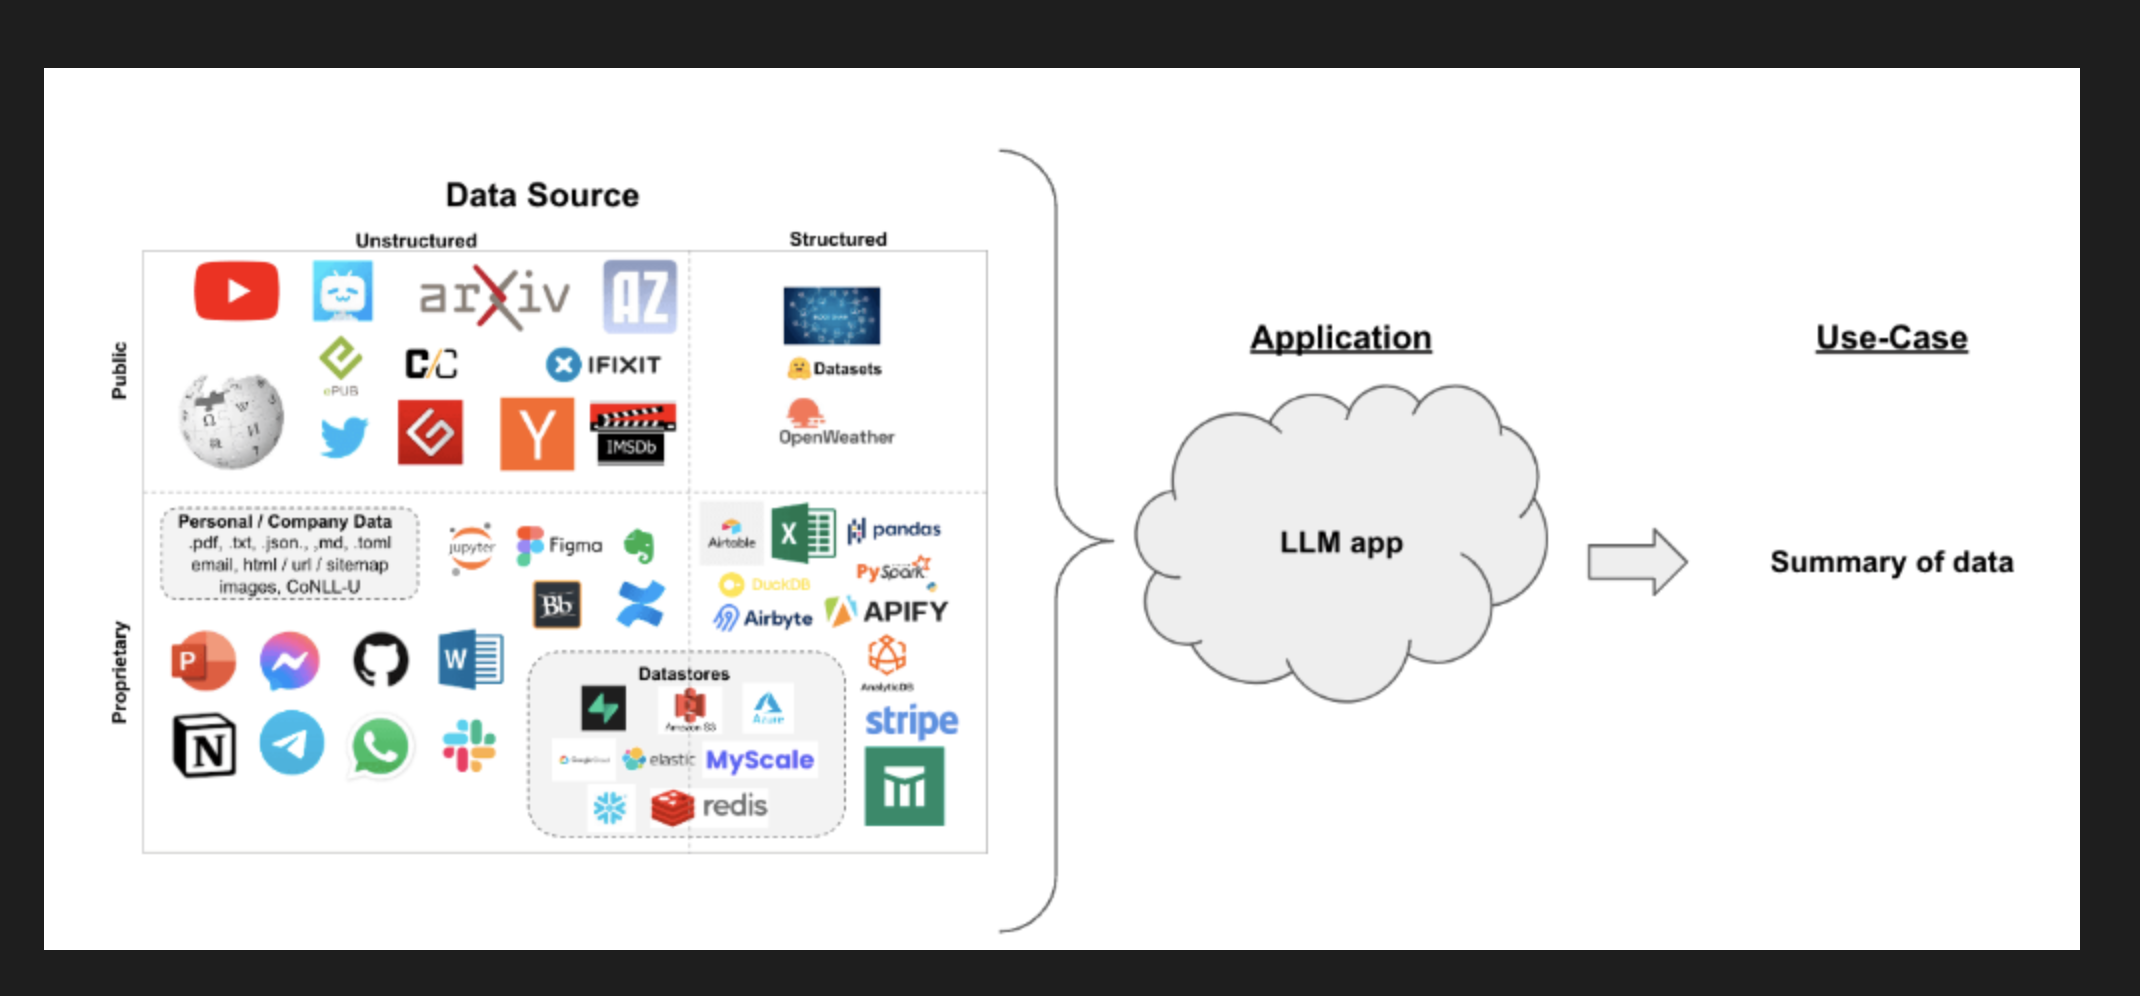 Data Source
Unstructured
Structured
Public
arXiv
AZ
ePUB
C/C
IFIXIT
Y
IMSDb
Datasets
OpenWeather
Proprietary
Personal / Company Data
.pdf, .txt, .json., ,md, .toml
email, html / url / sitemap
images, CoNLL-U
jupyter
Figma
Bb
Airtable
X
pandas
PySpark
DuckDB
Airbyte
APIFY
AnalyticDB
stripe
P
W
N
Datastores
Amazon S3
Azure
Google Cloud
elastic
MyScale
redis
Application
LLM app
Use-Case
Summary of data